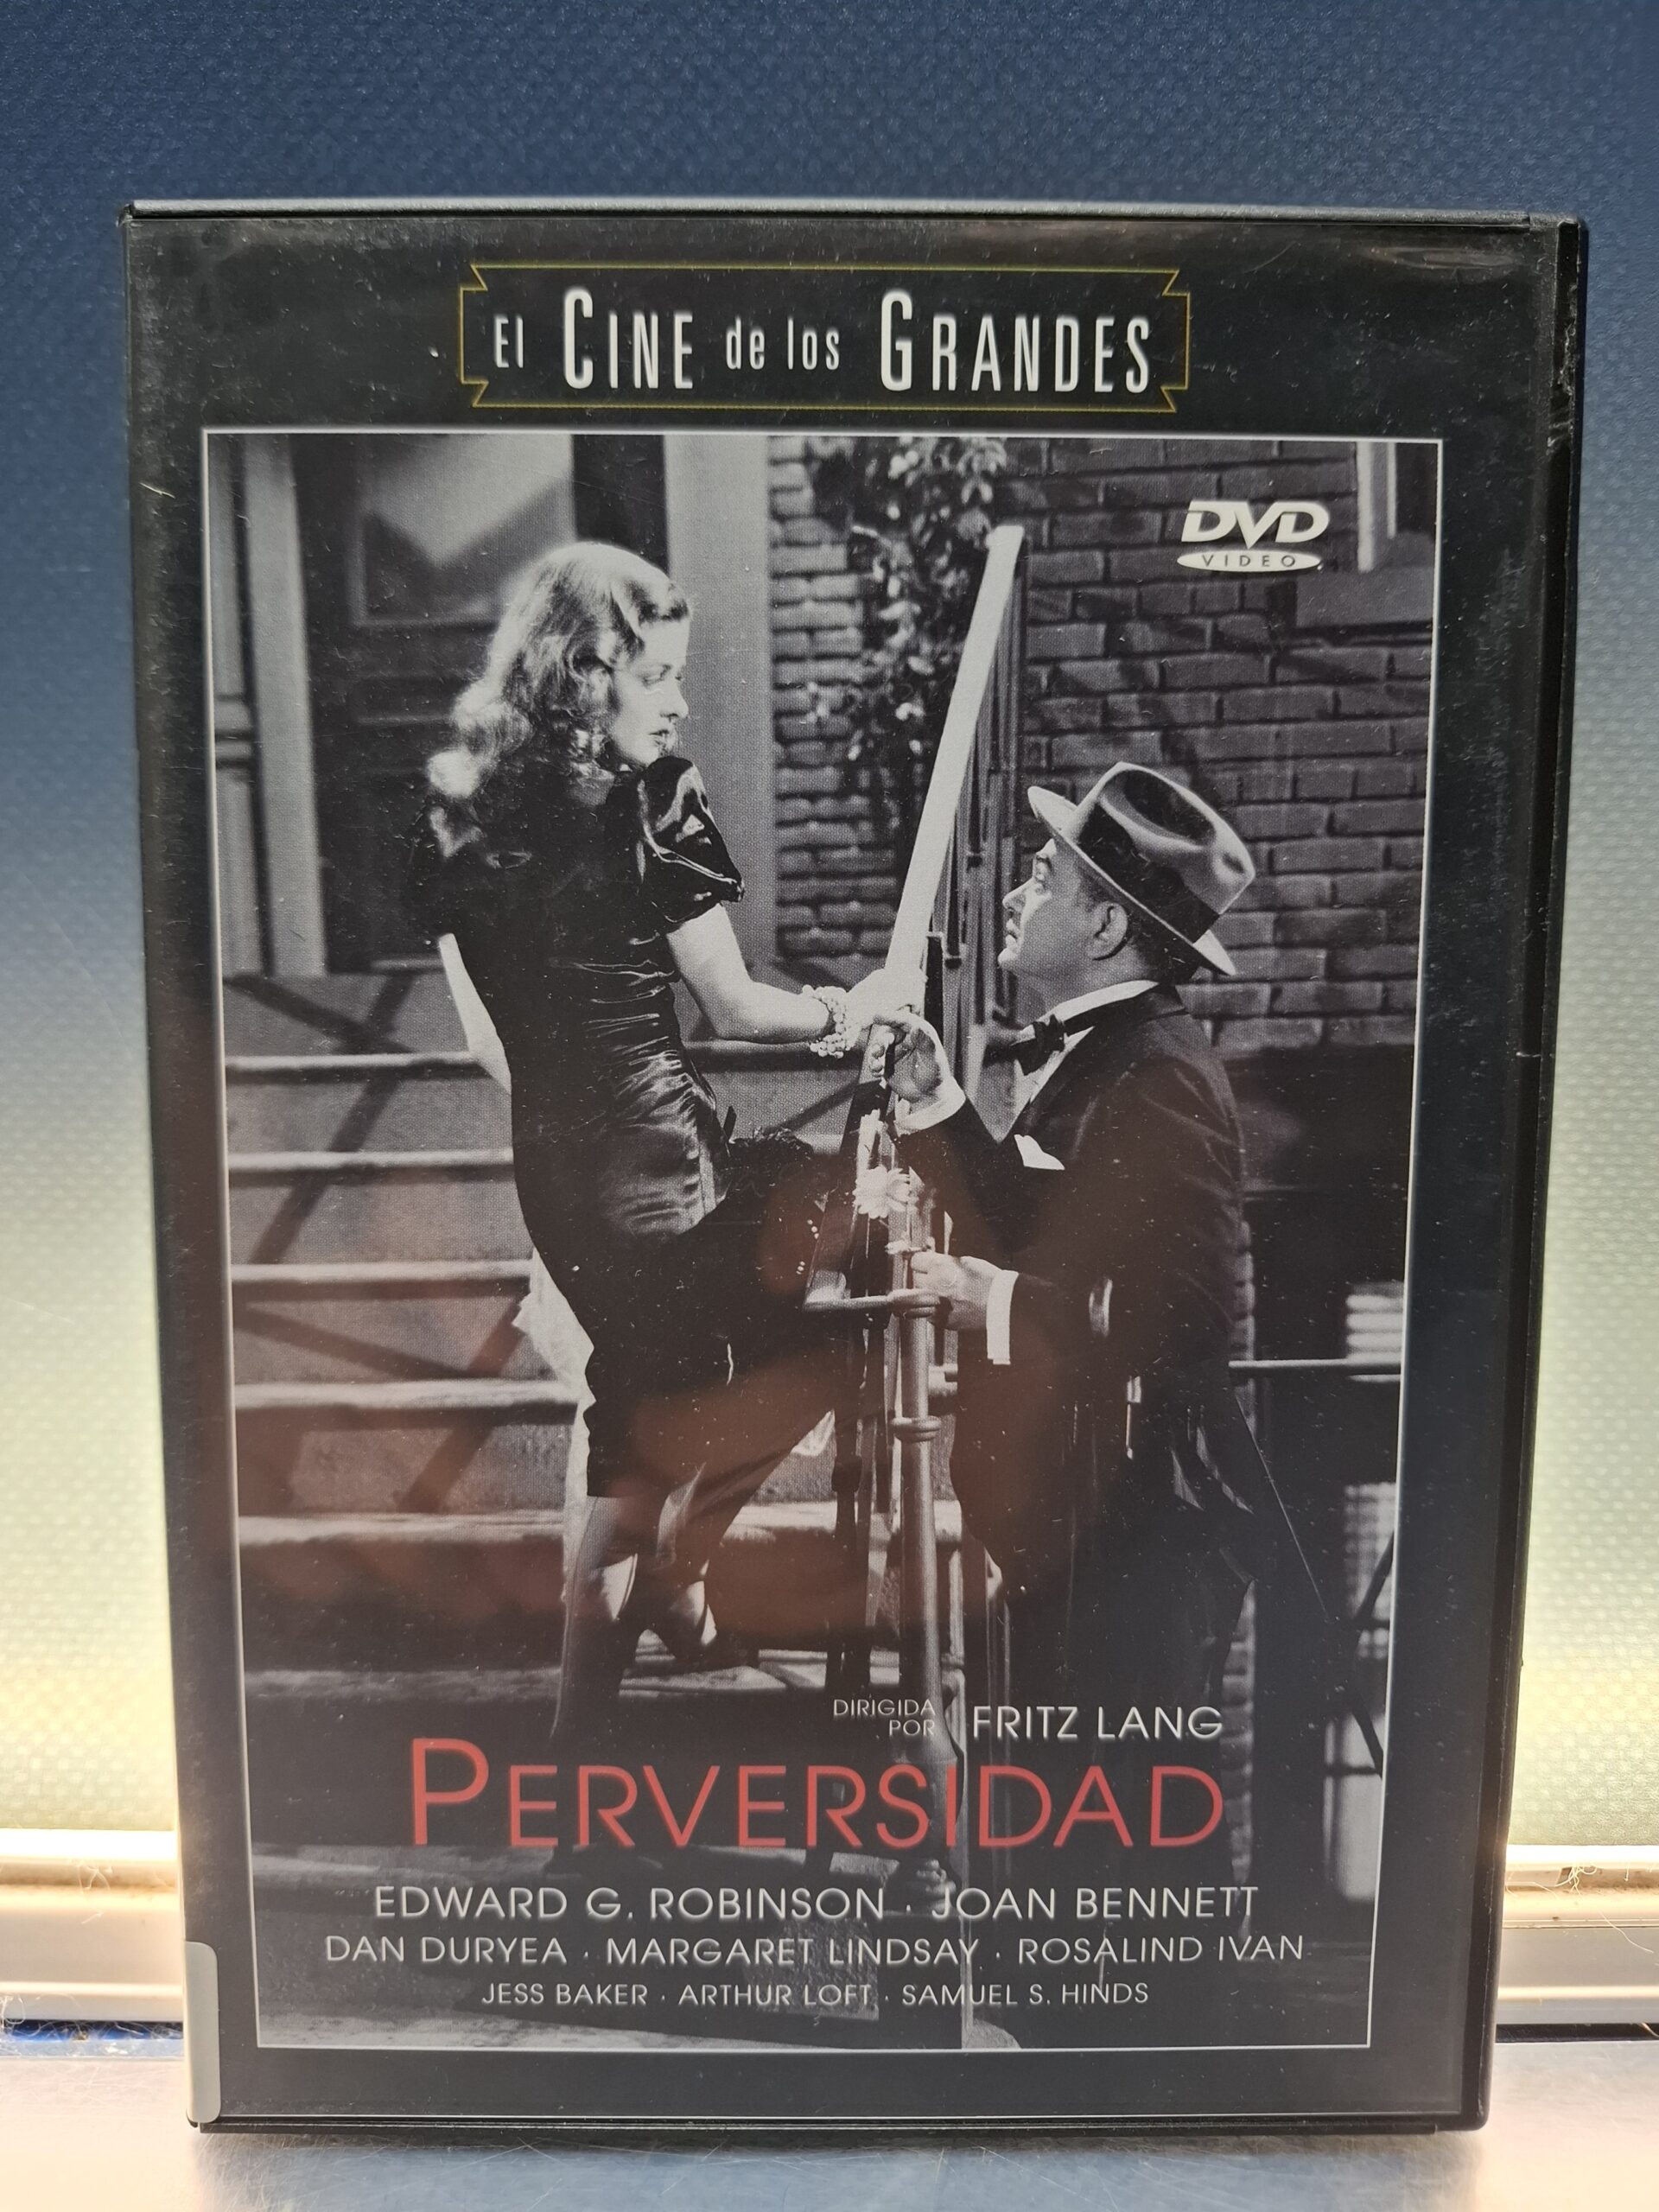 El CINE de los GRANDES
DVD
VIDEO
DIRIGIDA
POR FRITZ LANG
PERVERSIDAD
EDWARD G. ROBINSON · JOAN BENNETT
DAN DURYEA · MARGARET LINDSAY · ROSALIND IVAN
JESS BAKER · ARTHUR LOFT · SAMUEL S. HINDS